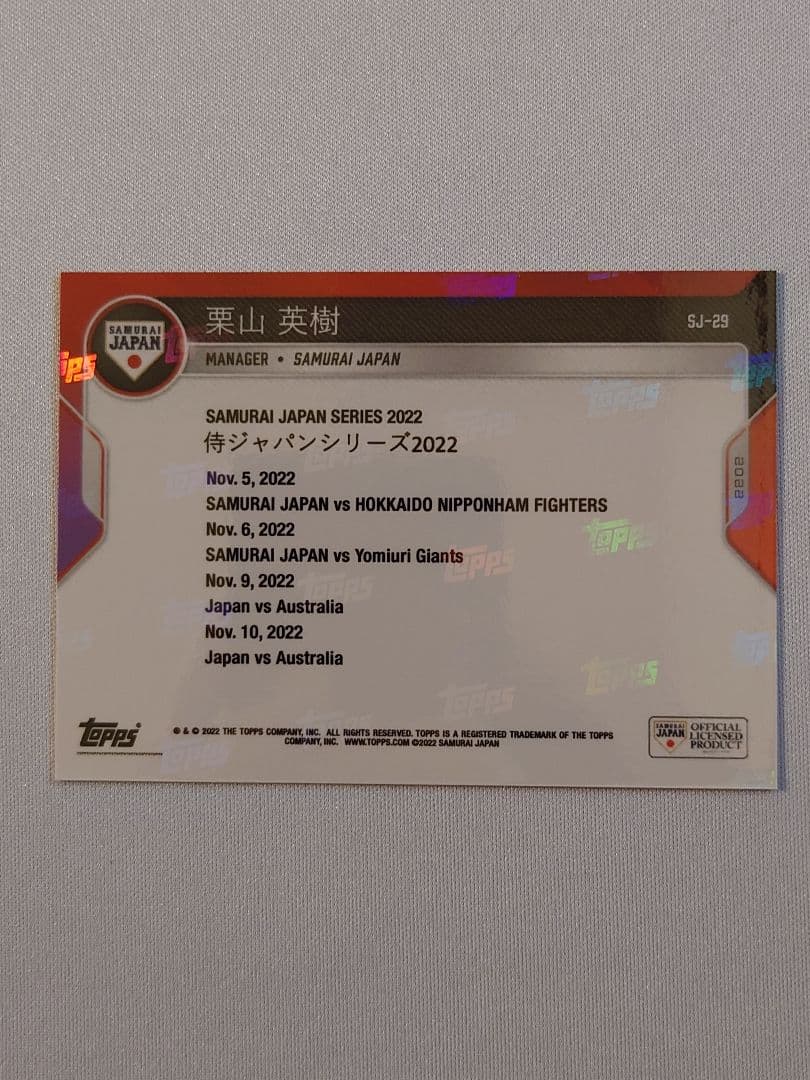 栗山 英樹
SJ-29
SAMURAI
JAPAN
MANAGER • SAMURAI JAPAN
SAMURAI JAPAN SERIES 2022
侍ジャパンシリーズ2022
Nov. 5, 2022
SAMURAI JAPAN vs HOKKAIDO NIPPONHAM FIGHTERS
Nov. 6, 2022
SAMURAI JAPAN vs Yomiuri Giants
Nov. 9, 2022
Japan vs Australia
Nov. 10, 2022
Japan vs Australia
2022
topps
® & © 2022 THE TOPPS COMPANY, INC. ALL RIGHTS RESERVED. TOPPS IS A REGISTERED TRADEMARK OF THE TOPPS
COMPANY, INC. WWW.TOPPS.COM ©2022 SAMURAI JAPAN
SAMURAI
JAPAN
OFFICIAL
LICENSED
PRODUCT